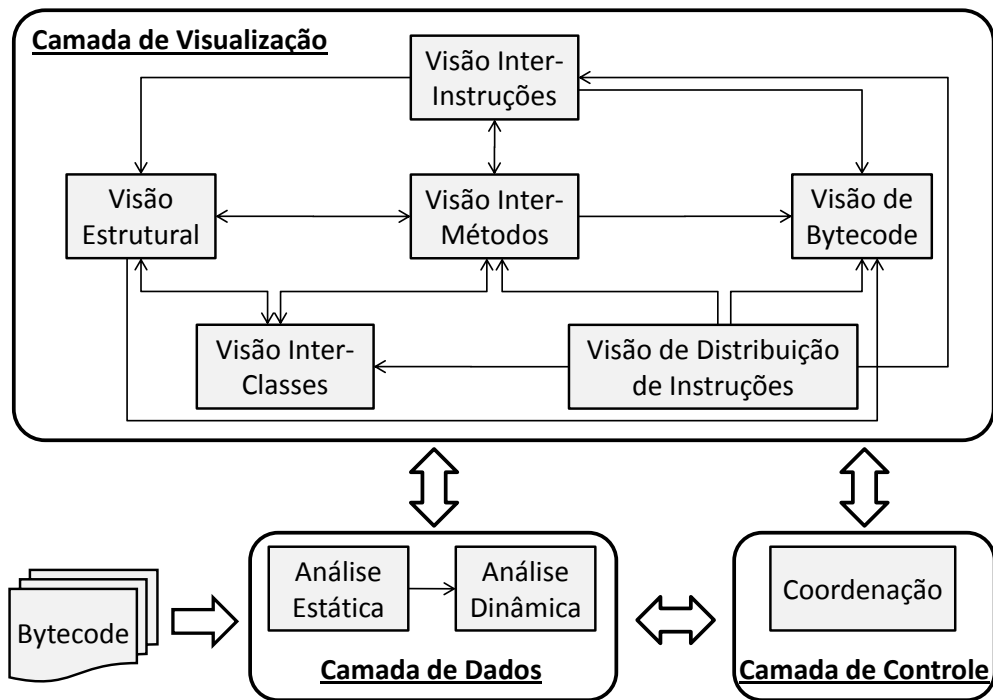 Camada de Visualização
Visão Inter-
Instruções
Visão
Estrutural
Visão Inter-
Métodos
Visão de
Bytecode
Visão Inter-
Classes
Visão de Distribuição
de Instruções
Bytecode
Análise
Estática
Análise
Dinâmica
Camada de Dados
Coordenação
Camada de Controle